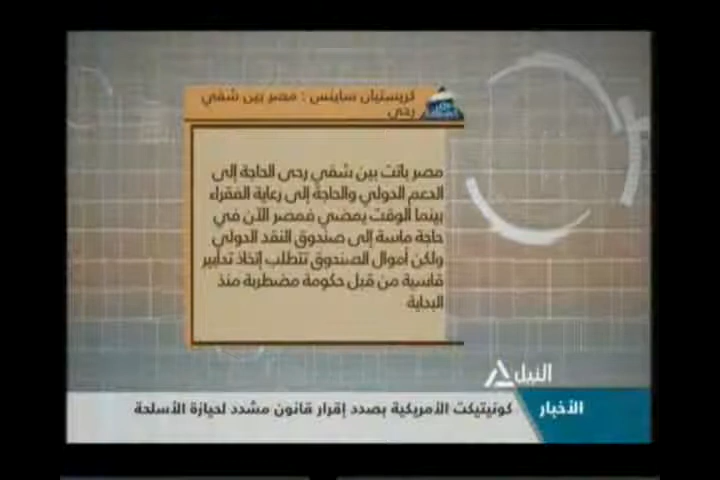 كريستيان ساينس : مصر بين شقي
رحى
مصر باتت بين شقي رحى الحاجة إلى
الدعم الدولي والحاجة إلى رعاية الفقراء
بينما الوقت يمضي فمصر الآن في
حاجة ماسة إلى صندوق النقد الدولي
ولكن أموال الصندوق تتطلب إتخاذ تدابير
قاسية من قبل حكومة مضطربة منذ
البداية
النيل
الأخبار
كونيتيكت الأمريكية بصدد إقرار قانون مشدد لحيازة الأسلحة